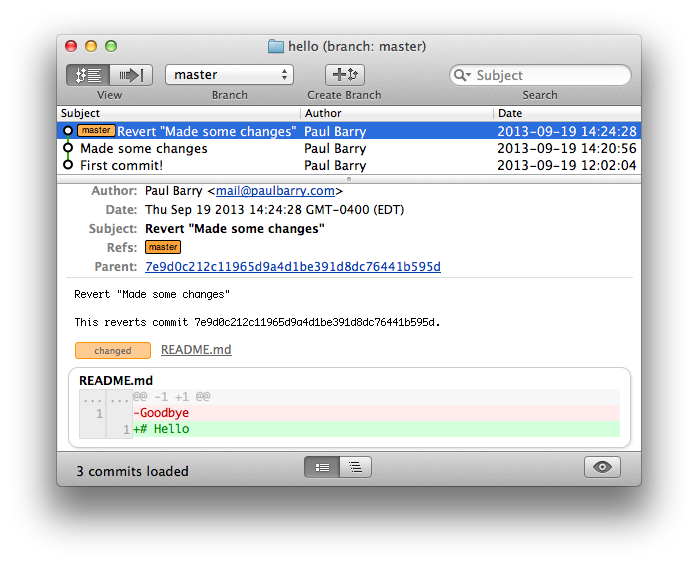 hello (branch: master)
master
Subject
View
Branch
Create Branch
Search
Subject Author Date
master Revert "Made some changes" Paul Barry 2013-09-19 14:24:28
Made some changes Paul Barry 2013-09-19 14:20:56
First commit! Paul Barry 2013-09-19 12:02:04
Author: Paul Barry <mail@paulbarry.com>
Date: Thu Sep 19 2013 14:24:28 GMT-0400 (EDT)
Subject: Revert "Made some changes"
Refs: master
Parent: 7e9d0c212c11965d9a4d1be391d8dc76441b595d
Revert "Made some changes"
This reverts commit 7e9d0c212c11965d9a4d1be391d8dc76441b595d.
changed README.md
README.md
... ... @@ -1 +1 @@
1 -Goodbye
1 +# Hello
3 commits loaded